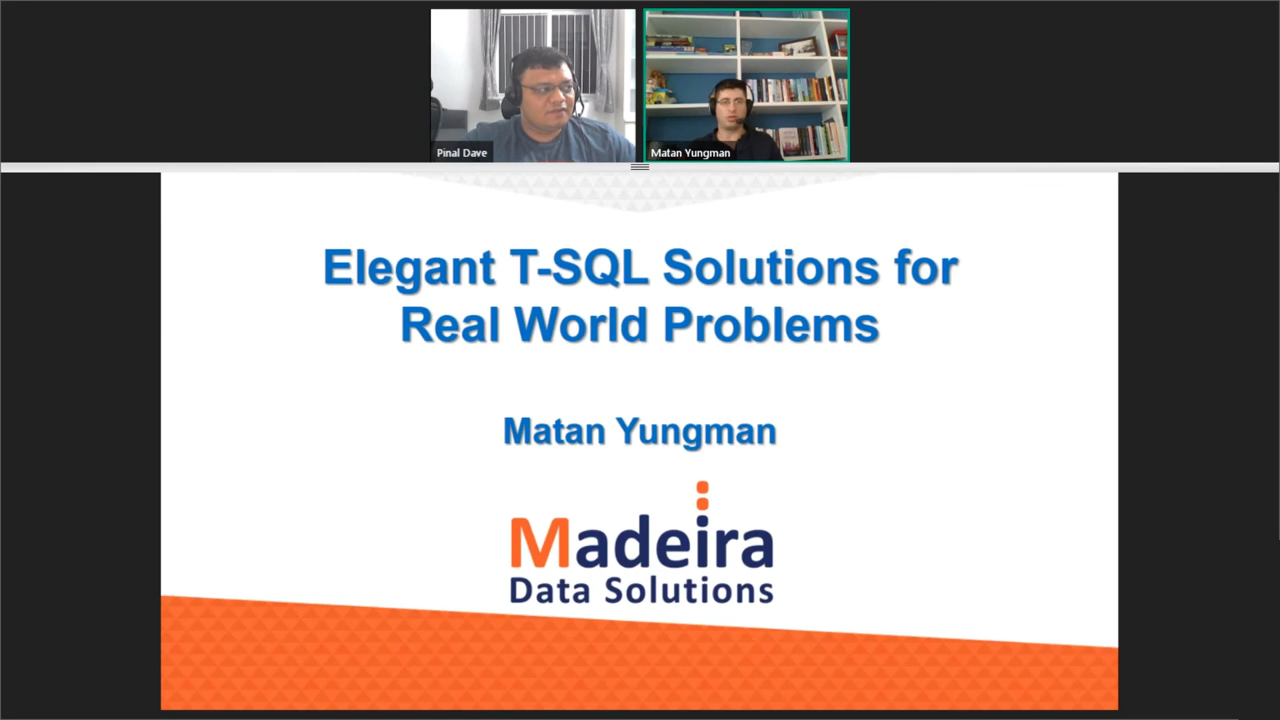 Pinal Dave
Matan Yungman
Elegant T-SQL Solutions for
Real World Problems
Matan Yungman
Madeira
Data Solutions